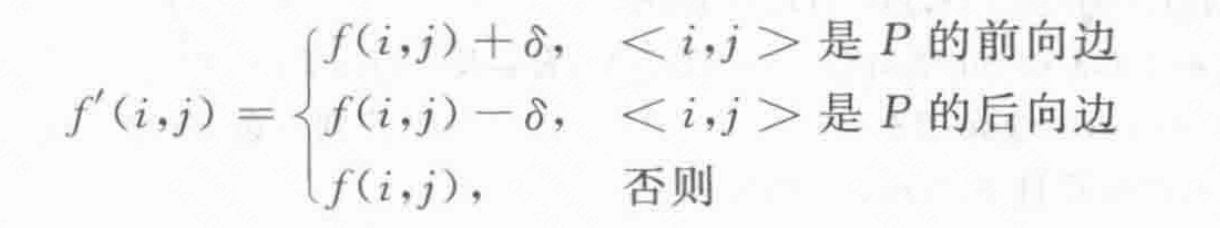 f(i,j)+δ, <i,j>是 P 的前向边
f′(i,j)= { f(i,j)−δ, <i,j>是 P 的后向边
f(i,j), 否则